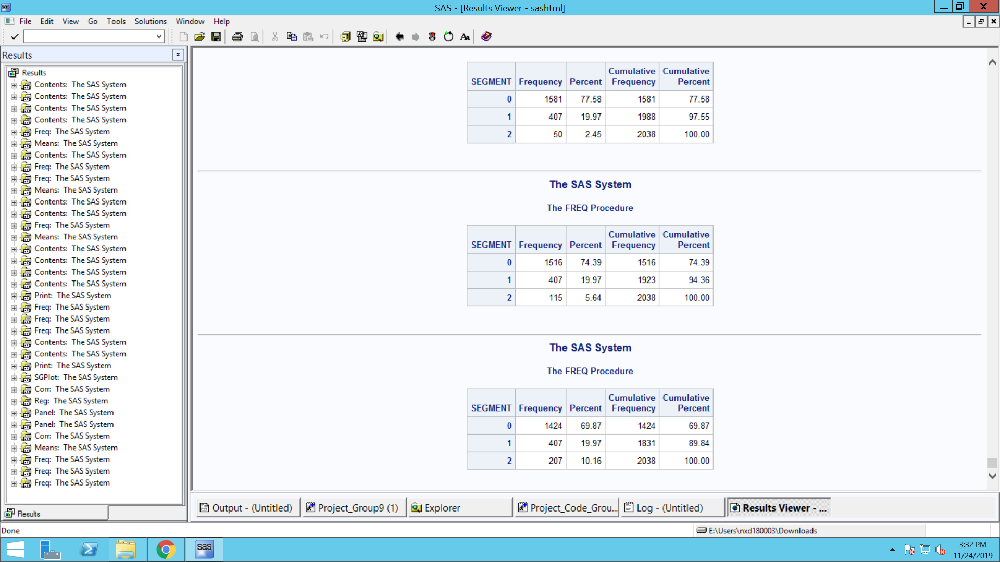 SAS - [Results Viewer - sashtml]
File Edit View Go Tools Solutions Window Help
Results
Results
Contents: The SAS System
Contents: The SAS System
Contents: The SAS System
Contents: The SAS System
Freq: The SAS System
Means: The SAS System
Contents: The SAS System
Freq: The SAS System
Freq: The SAS System
Means: The SAS System
Contents: The SAS System
Contents: The SAS System
Freq: The SAS System
Means: The SAS System
Contents: The SAS System
Contents: The SAS System
Contents: The SAS System
Contents: The SAS System
Print: The SAS System
Freq: The SAS System
Freq: The SAS System
Freq: The SAS System
Contents: The SAS System
Contents: The SAS System
Print: The SAS System
SGPlot: The SAS System
Corr: The SAS System
Reg: The SAS System
Panel: The SAS System
Panel: The SAS System
Corr: The SAS System
Means: The SAS System
Freq: The SAS System
Freq: The SAS System
Freq: The SAS System
Results
SEGMENT Frequency Percent Cumulative Frequency Cumulative Percent
0 1581 77.58 1581 77.58
1 407 19.97 1988 97.55
2 50 2.45 2038 100.00
The SAS System
The FREQ Procedure
SEGMENT Frequency Percent Cumulative Frequency Cumulative Percent
0 1516 74.39 1516 74.39
1 407 19.97 1923 94.36
2 115 5.64 2038 100.00
The SAS System
The FREQ Procedure
SEGMENT Frequency Percent Cumulative Frequency Cumulative Percent
0 1424 69.87 1424 69.87
1 407 19.97 1831 89.84
2 207 10.16 2038 100.00
Output - (Untitled) Project_Group9 (1) Explorer Project_Code_Grou... Log - (Untitled) Results Viewer - ...
Done
E:\Users\nxd180003\Downloads
sas
3:32 PM
11/24/2019